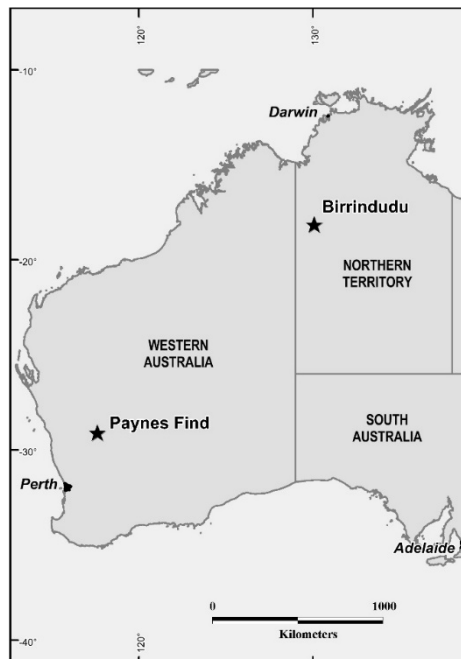 120°
130°
-10°
Darwin
Birrindudu
-20°
NORTHERN
TERRITORY
WESTERN
AUSTRALIA
SOUTH
AUSTRALIA
Paynes Find
-30°
Perth
Adelaide
0
1000
Kilometers
-40°
120°
130°